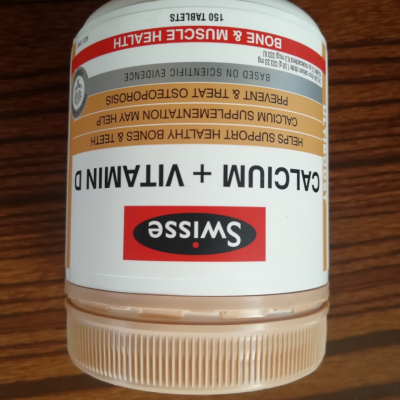 Swisse
CALCIUM + VITAMIN D
HELPS SUPPORT HEALTHY BONES & TEETH
CALCIUM SUPPLEMENTATION MAY HELP
PREVENT & TREAT OSTEOPOROSIS
BASED ON SCIENTIFIC EVIDENCE
BONE & MUSCLE HEALTH
150 TABLETS